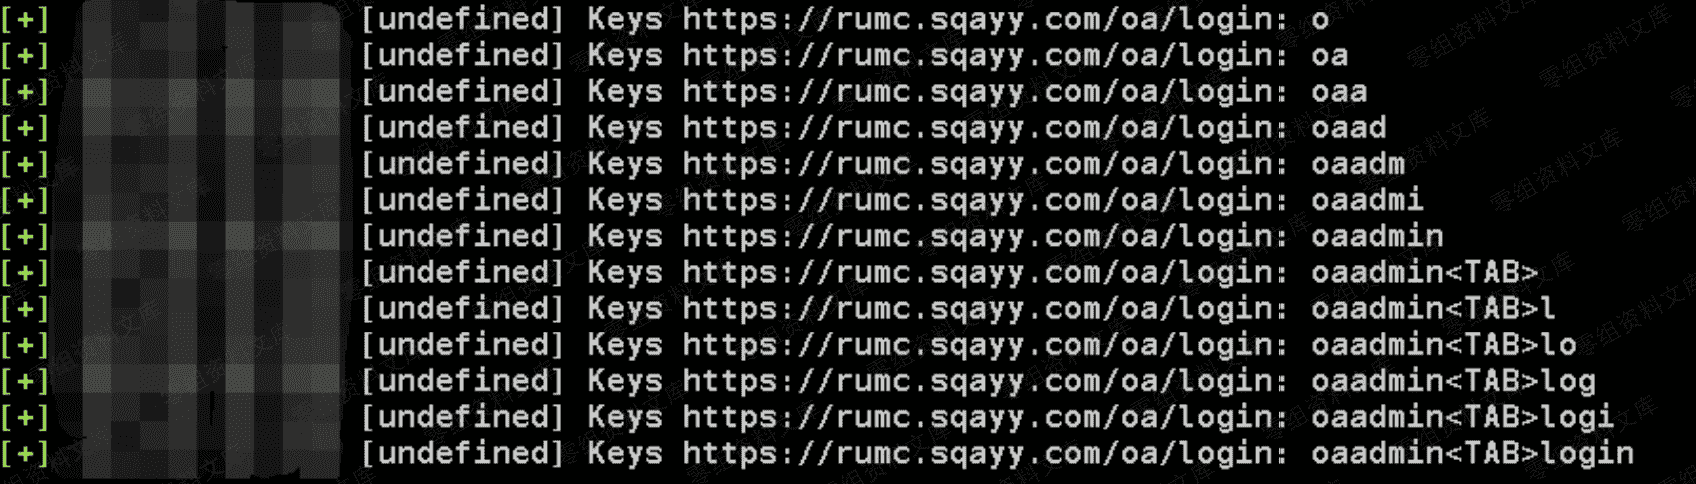 [+] [undefined] Keys https://rumc.sqayy.com/oa/login: o
[+] [undefined] Keys https://rumc.sqayy.com/oa/login: oa
[+] [undefined] Keys https://rumc.sqayy.com/oa/login: oaa
[+] [undefined] Keys https://rumc.sqayy.com/oa/login: oaad
[+] [undefined] Keys https://rumc.sqayy.com/oa/login: oaadm
[+] [undefined] Keys https://rumc.sqayy.com/oa/login: oaadmi
[+] [undefined] Keys https://rumc.sqayy.com/oa/login: oaadmin
[+] [undefined] Keys https://rumc.sqayy.com/oa/login: oaadmin<TAB>
[+] [undefined] Keys https://rumc.sqayy.com/oa/login: oaadmin<TAB>l
[+] [undefined] Keys https://rumc.sqayy.com/oa/login: oaadmin<TAB>lo
[+] [undefined] Keys https://rumc.sqayy.com/oa/login: oaadmin<TAB>log
[+] [undefined] Keys https://rumc.sqayy.com/oa/login: oaadmin<TAB>logi
[+] [undefined] Keys https://rumc.sqayy.com/oa/login: oaadmin<TAB>login
零组资料文库